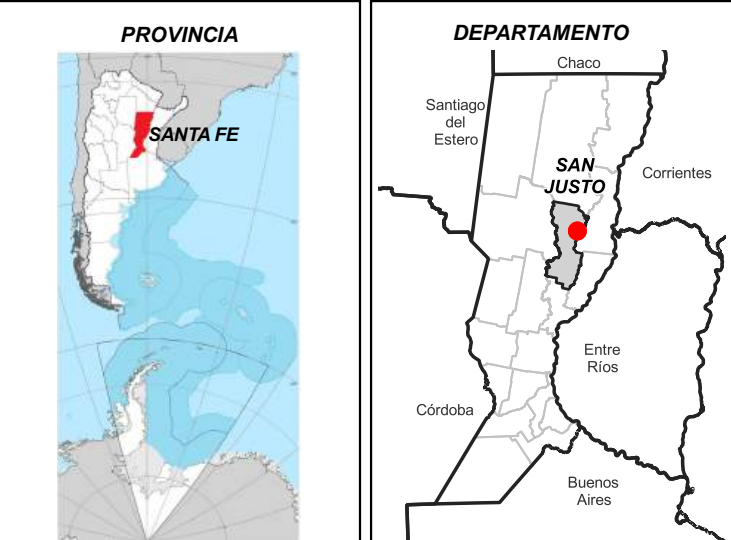 PROVINCIA
SANTA FE
DEPARTAMENTO
Chaco
Santiago
del
Estero
SAN
JUSTO
Corrientes
Entre
Ríos
Córdoba
Buenos
Aires